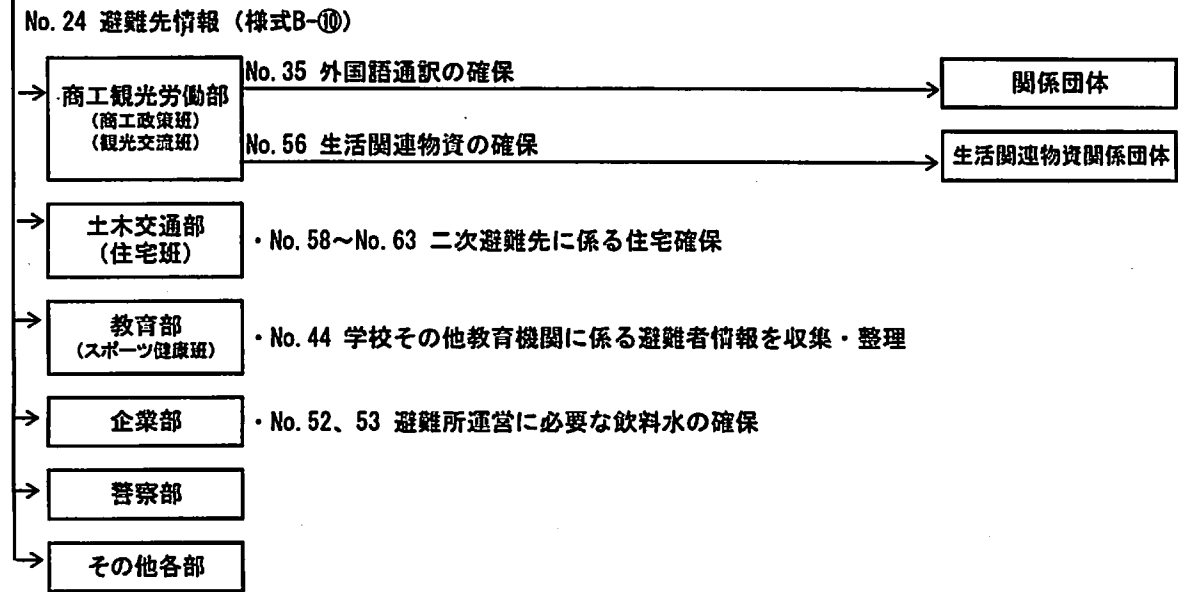 No. 24 避難先情報（様式B-⑩）
No. 35 外国語通訳の確保
関係団体
商工観光労働部
（商工政策班）
（観光交流班）
No. 56 生活関連物資の確保
生活関連物資関係団体
土木交通部
（住宅班）
・No. 58～No. 63 二次避難先に係る住宅確保
教育部
（スポーツ健康班）
・No. 44 学校その他教育機関に係る避難者情報を収集・整理
企業部
・No. 52、53 避難所運営に必要な飲料水の確保
警察部
その他各部